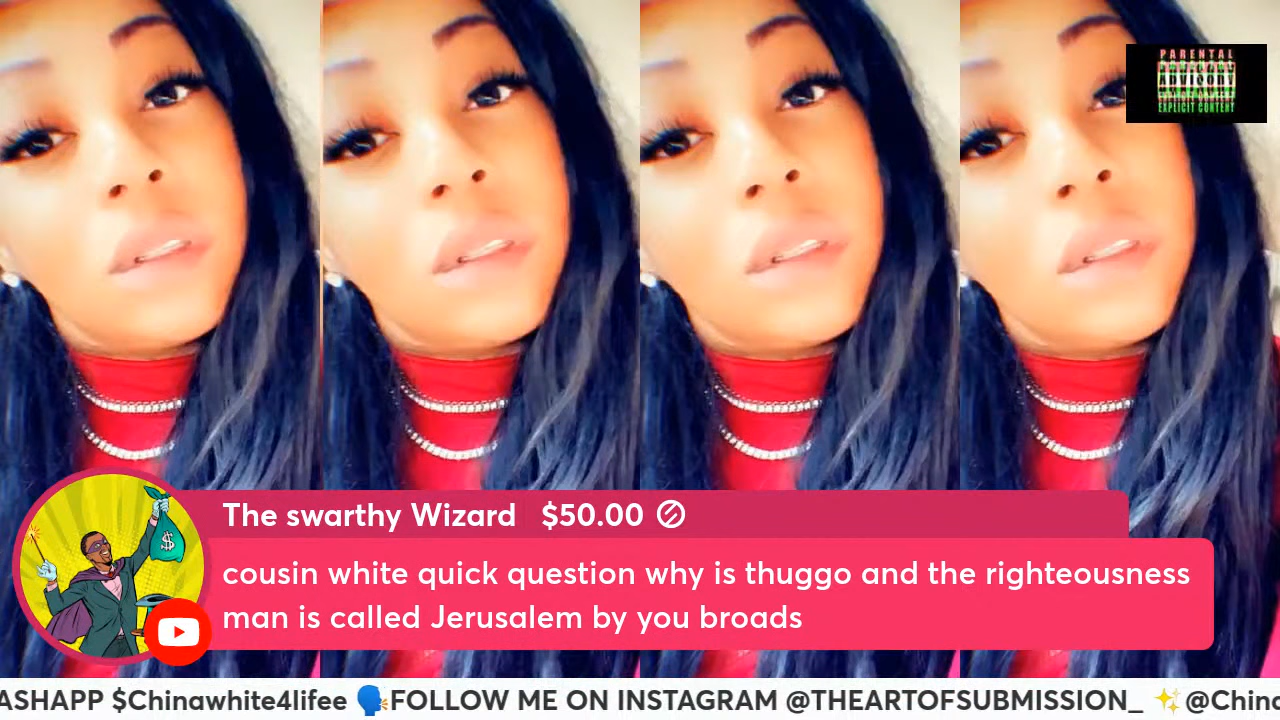 PARENTAL
ADVISORY
EXPLICIT CONTENT
The swarthy Wizard $50.00
cousin white quick question why is thuggo and the righteousness
man is called Jerusalem by you broads
$
ASHAPP $Chinawhite4lifee 🗣️FOLLOW ME ON INSTAGRAM @THEARTOFSUBMISSION_ ✨@Chin